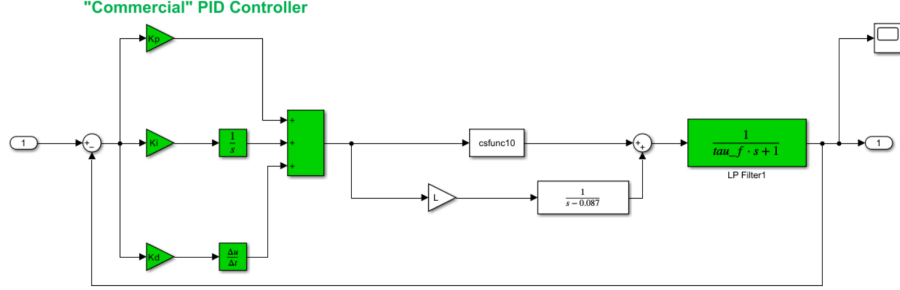 "Commercial" PID Controller
Kp
1
Ki
1
s
+
+
+
+
-
csfunc10
+
+
1
tau_f · s + 1
LP Filter1
1
L
1
s − 0.087
Kd
Δu
Δt